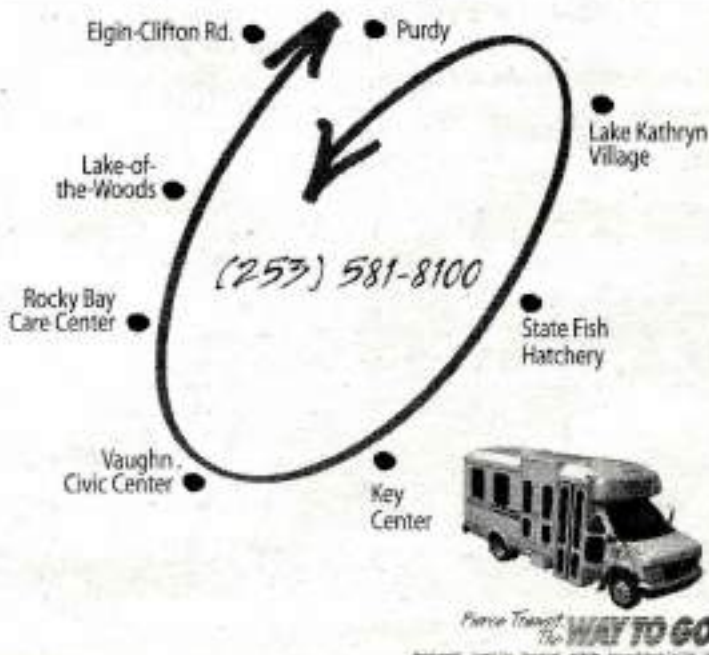 Elgin-Clifton Rd.
Purdy
Lake Kathryn
Village
Lake-of-
the-Woods
(253) 581-8100
Rocky Bay
Care Center
State Fish
Hatchery
Vaughn
Civic Center
Key
Center
Pierce Transit
The WAY TO GO